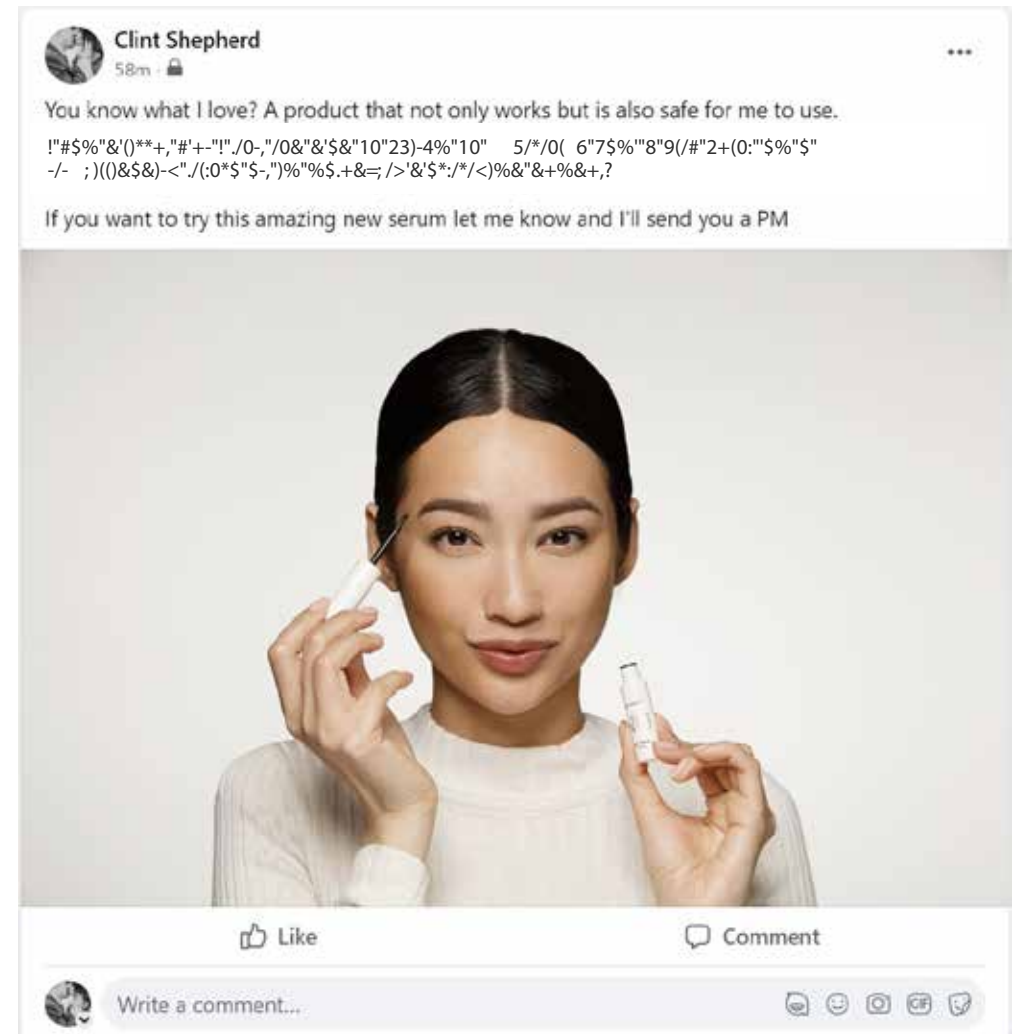 Clint Shepherd
58m ·
You know what I love? A product that not only works but is also safe for me to use.
!"#$%"&'()**+,"#'+-"!"./0-,"/0&"&'$&"10"23)-4%"10" 5/*/0( 6"7$%'"8"9(/#"2+(0:"'$%"$"
-/- ;)(()&$&)-<"./(:0*$"$-,")%"%$.+&=; />'&'$*:/*/<)%&"&+%&+,?
If you want to try this amazing new serum let me know and I'll send you a PM
Like
Comment
Write a comment...
GIF